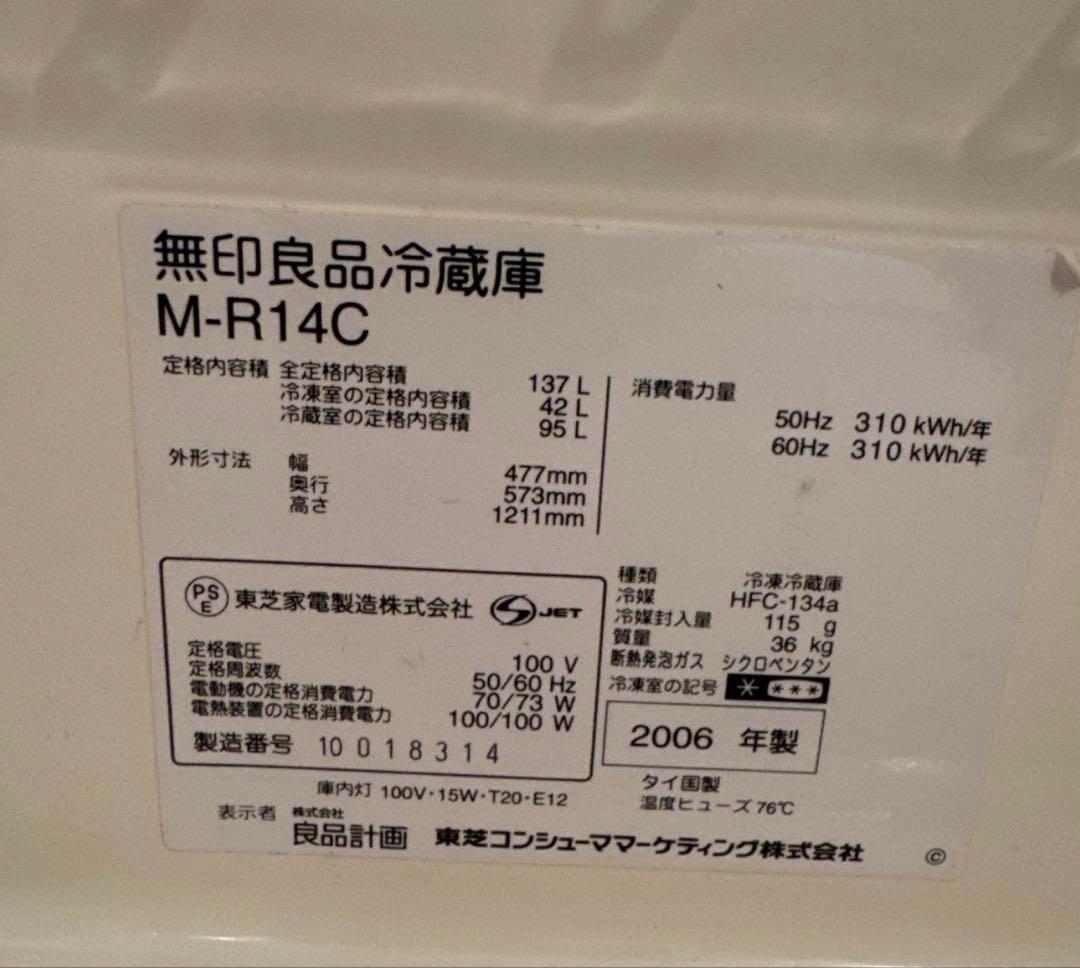 無印良品冷蔵庫
M-R14C
定格内容積 全定格内容積 137 L
冷凍室の定格内容積 42 L
冷蔵室の定格内容積 95 L
外形寸法 幅 477mm
奥行 573mm
高さ 1211mm
消費電力量
50Hz 310 kWh/年
60Hz 310 kWh/年
PS E 東芝家電製造株式会社 S JET
定格電圧 100 V
定格周波数 50/60 Hz
電動機の定格消費電力 70/73 W
電熱装置の定格消費電力 100/100 W
製造番号 10018314
種類 冷凍冷蔵庫
冷媒 HFC-134a
冷媒封入量 115 g
質量 36 kg
断熱発泡ガス シクロペンタン
冷凍室の記号 * ***
2006 年製
庫内灯 100V・15W・T20・E12
タイ国製
温度ヒューズ 76℃
表示者 株式会社
良品計画 東芝コンシューママーケティング株式会社 ©